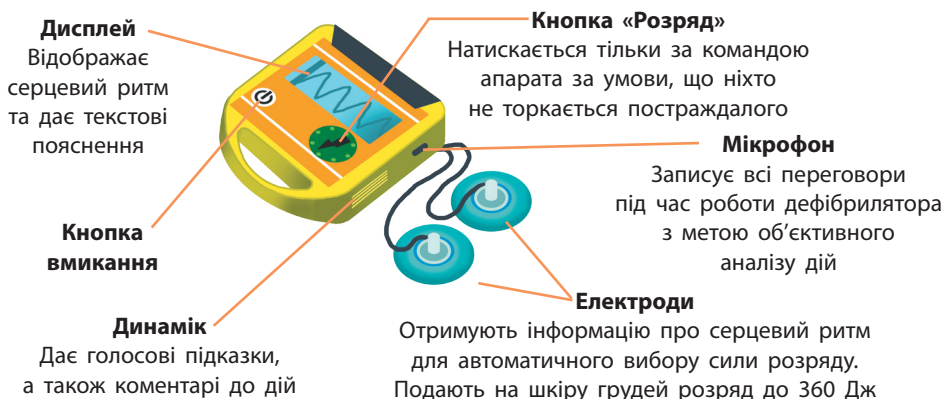 Дисплей
Відображає
серцевий ритм
та дає текстові
пояснення
Кнопка «Розряд»
Натискається тільки за командою
апарата за умови, що ніхто
не торкається постраждалого
Мікрофон
Записує всі переговори
під час роботи дефібрилятора
з метою об’єктивного
аналізу дій
Кнопка
вмикання
Динамік
Дає голосові підказки,
а також коментарі до дій
Електроди
Отримують інформацію про серцевий ритм
для автоматичного вибору сили розряду.
Подають на шкіру грудей розряд до 360 Дж